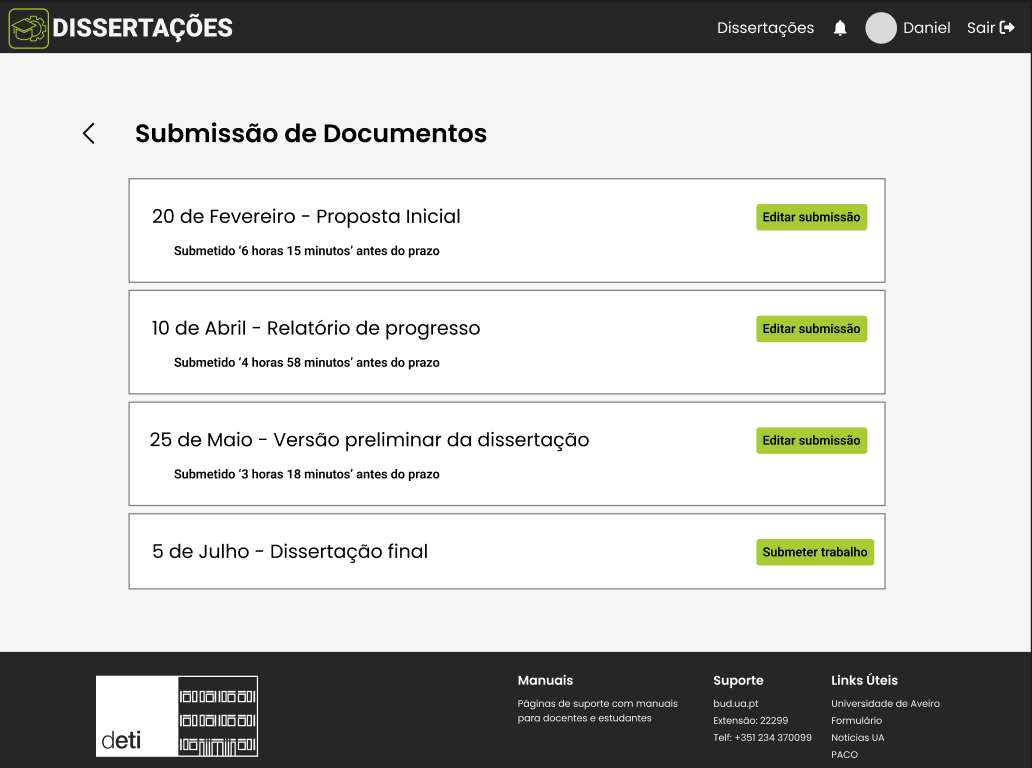 DISSERTAÇÕES
Dissertações
Daniel
Sair
Submissão de Documentos
20 de Fevereiro - Proposta Inicial
Editar submissão
Submetido ‘6 horas 15 minutos’ antes do prazo
10 de Abril - Relatório de progresso
Editar submissão
Submetido ‘4 horas 58 minutos’ antes do prazo
25 de Maio - Versão preliminar da dissertação
Editar submissão
Submetido ‘3 horas 18 minutos’ antes do prazo
5 de Julho - Dissertação final
Submeter trabalho
deti
Manuais
Páginas de suporte com manuais
para docentes e estudantes
Suporte
bud.ua.pt
Extensão: 22299
Telf: +351 234 370099
Links Úteis
Universidade de Aveiro
Formulário
Noticias UA
PACO